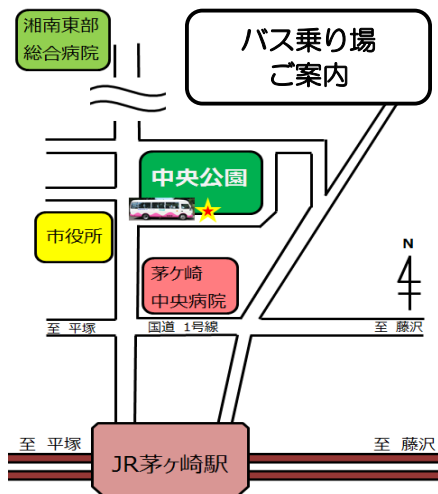 湘南東部
総合病院
バス乗り場
ご案内
中央公園
市役所
茅ケ崎
中央病院
N
至 平塚
国道 1号線
至 藤沢
至 平塚
JR茅ヶ崎駅
至 藤沢